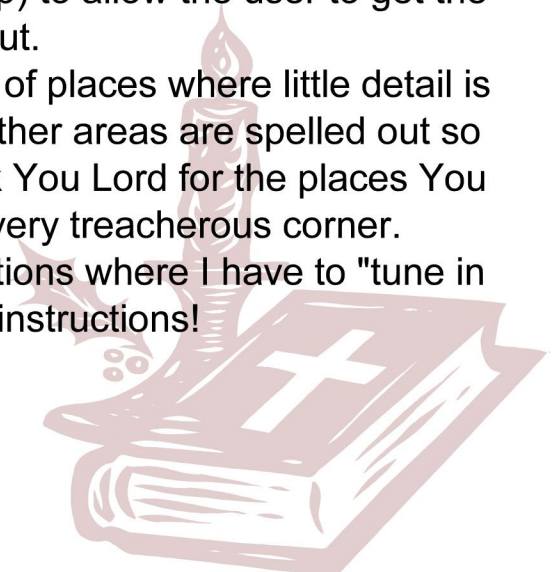 to allow the user to get the
ut.
of places where little detail is
ther areas are spelled out so
You Lord for the places You
very treacherous corner.
tions where I have to "tune in
instructions!